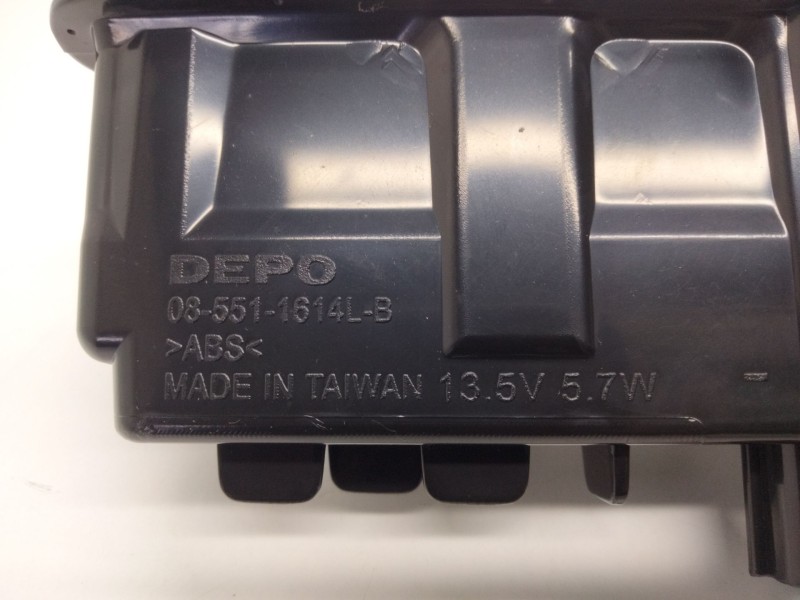 DEPO
08-551-1614L-B
>ABS<
MADE IN TAIWAN 13.5V 5.7W